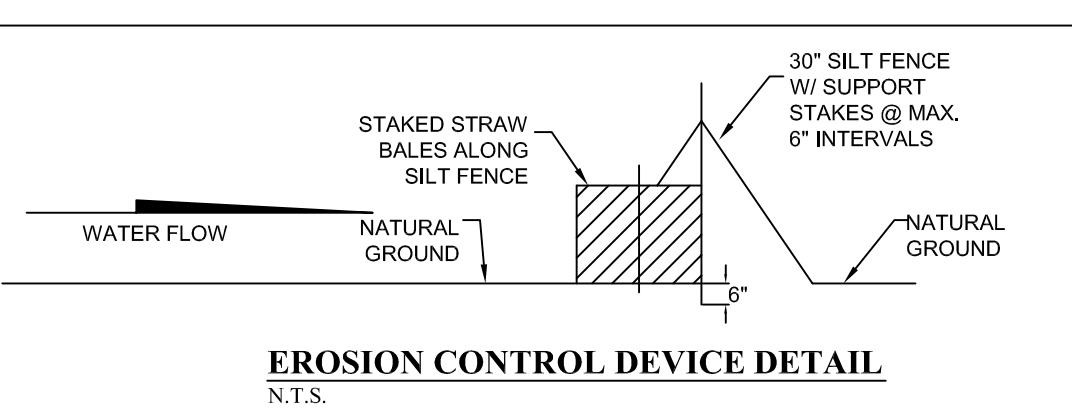 30" SILT FENCE
W/ SUPPORT
STAKES @ MAX.
6" INTERVALS
STAKED STRAW
BALES ALONG
SILT FENCE
WATER FLOW
NATURAL
GROUND
NATURAL
GROUND
6"
EROSION CONTROL DEVICE DETAIL
N.T.S.